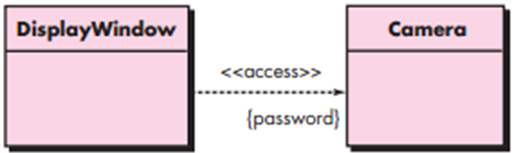 DisplayWindow
Camera
<<access>>
{password}